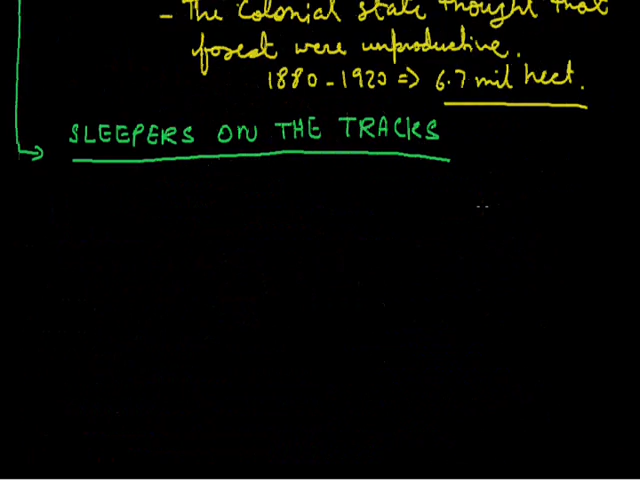 - The Colonial state thought that
forest were unproductive.
1880 - 1920 => 6.7 mil hect.
SLEEPERS ON THE TRACKS